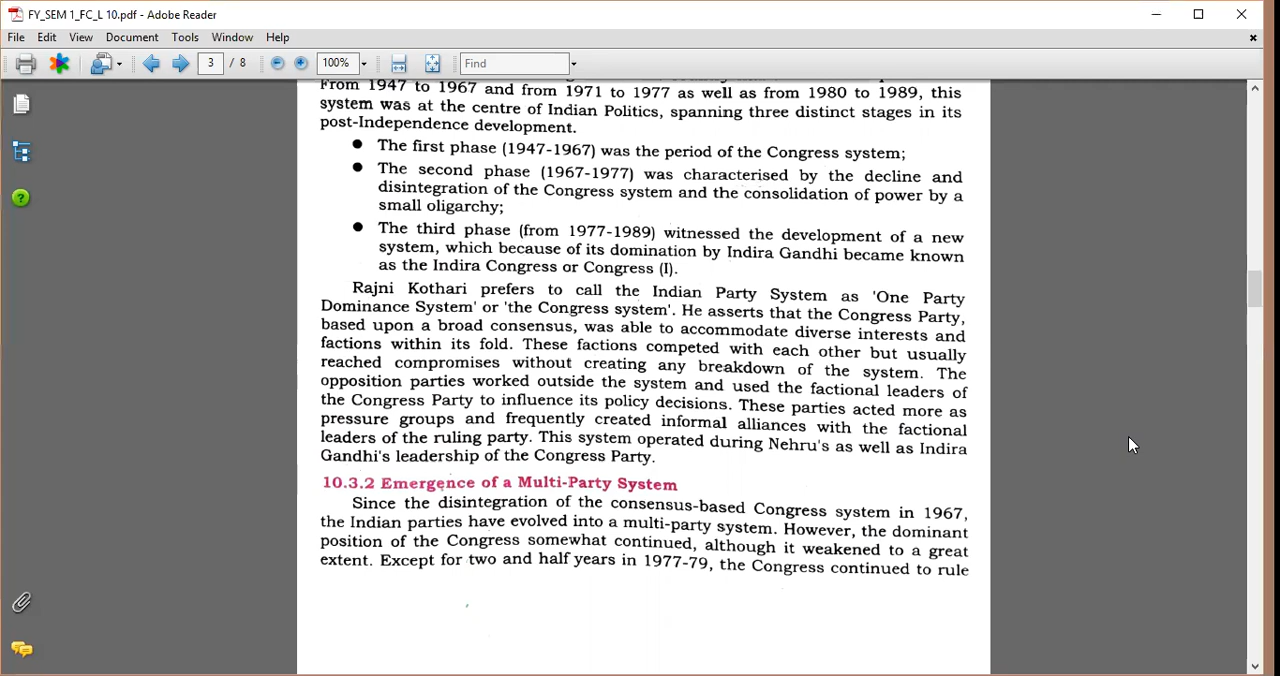 FY_SEM 1_FC_L 10.pdf - Adobe Reader
File Edit View Document Tools Window Help
3 / 8 100% Find
From 1947 to 1967 and from 1971 to 1977 as well as from 1980 to 1989, this
system was at the centre of Indian Politics, spanning three distinct stages in its
post-Independence development.
● The first phase (1947-1967) was the period of the Congress system;
● The second phase (1967-1977) was characterised by the decline and
disintegration of the Congress system and the consolidation of power by a
small oligarchy;
● The third phase (from 1977-1989) witnessed the development of a new
system, which because of its domination by Indira Gandhi became known
as the Indira Congress or Congress (I).
Rajni Kothari prefers to call the Indian Party System as 'One Party
Dominance System' or 'the Congress system'. He asserts that the Congress Party,
based upon a broad consensus, was able to accommodate diverse interests and
factions within its fold. These factions competed with each other but usually
reached compromises without creating any breakdown of the system. The
opposition parties worked outside the system and used the factional leaders of
the Congress Party to influence its policy decisions. These parties acted more as
pressure groups and frequently created informal alliances with the factional
leaders of the ruling party. This system operated during Nehru's as well as Indira
Gandhi's leadership of the Congress Party.
10.3.2 Emergence of a Multi-Party System
Since the disintegration of the consensus-based Congress system in 1967,
the Indian parties have evolved into a multi-party system. However, the dominant
position of the Congress somewhat continued, although it weakened to a great
extent. Except for two and half years in 1977-79, the Congress continued to rule